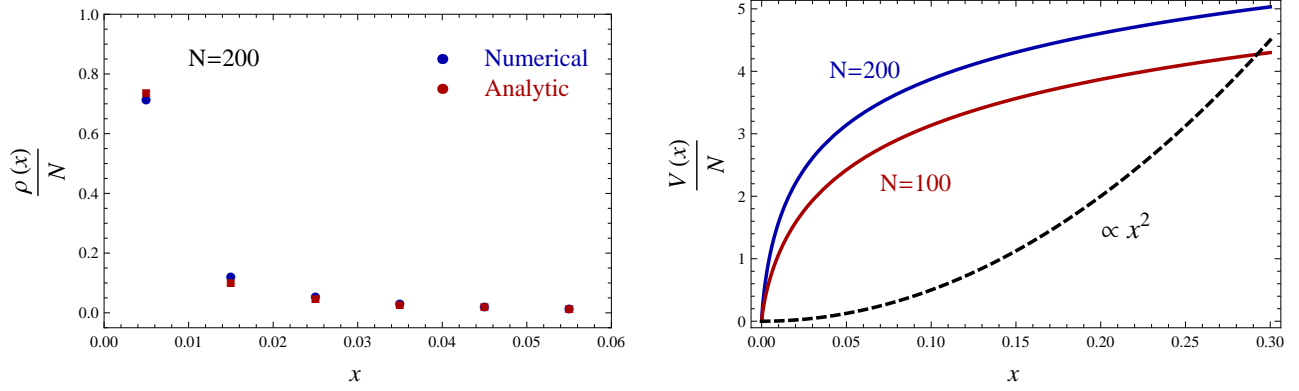 1.0
0.8
0.6
0.4
0.2
0.0
ρ (x)
N
N=200
Numerical
Analytic
0.00 0.01 0.02 0.03 0.04 0.05 0.06
x
5
4
3
2
1
0
V (x)
N
N=200
N=100
∝ x²
0.00 0.05 0.10 0.15 0.20 0.25 0.30
x